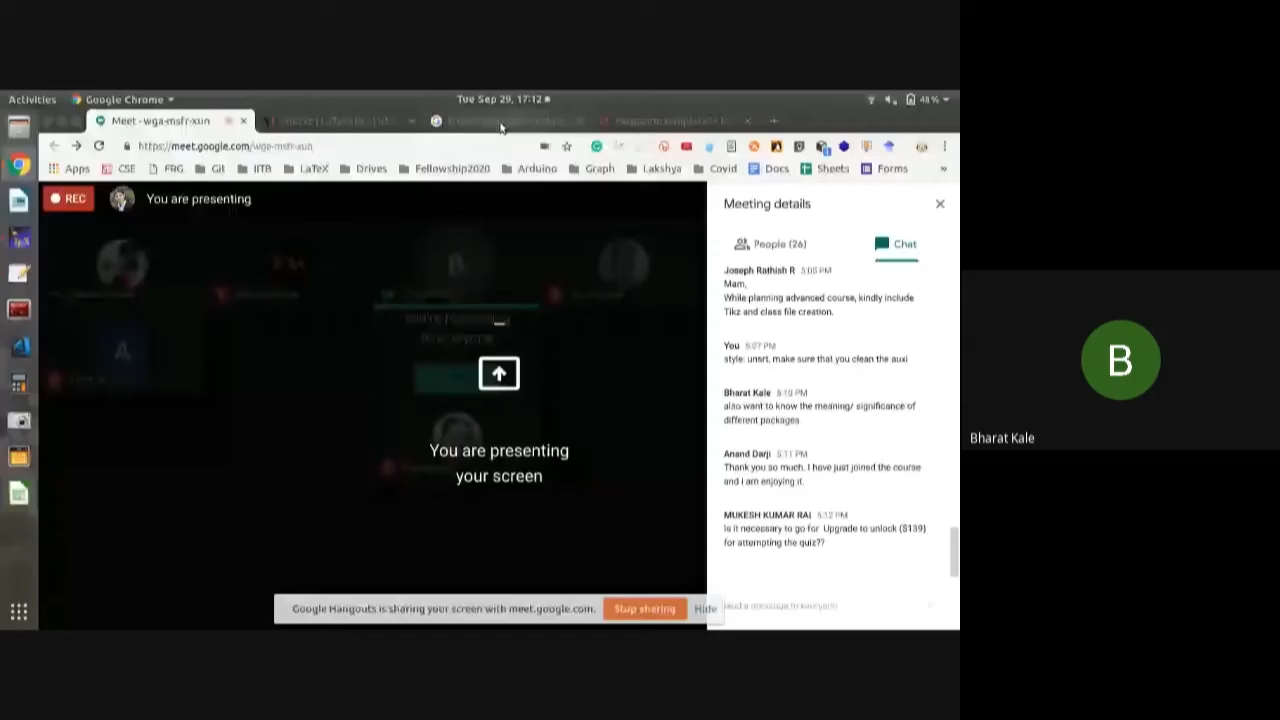 Activities Google Chrome Tue Sep 29, 17:12 48%
Meet - wga-msfr-xun
https://meet.google.com/wga-msfr-xun
Apps CSE FRG Git IITB LaTeX Drives Fellowship2020 Arduino Graph Lakshya Covid Docs Sheets Forms »
REC You are presenting
Meeting details
People (26) Chat
Joseph Rathish R 5:05 PM
Mam,
While planning advanced course, kindly include
Tikz and class file creation.
You 5:07 PM
style: unsrt, make sure that you clean the auxi
Bharat Kale 5:10 PM
also want to know the meaning/ significance of
different packages
Anand Darji 5:11 PM
Thank you so much. I have just joined the course
and i am enjoying it.
MUKESH KUMAR RAI 5:12 PM
Is it necessary to go for Upgrade to unlock ($139)
for attempting the quiz??
B
A
You are presenting
your screen
Google Hangouts is sharing your screen with meet.google.com. Stop sharing Hide
B
Bharat Kale